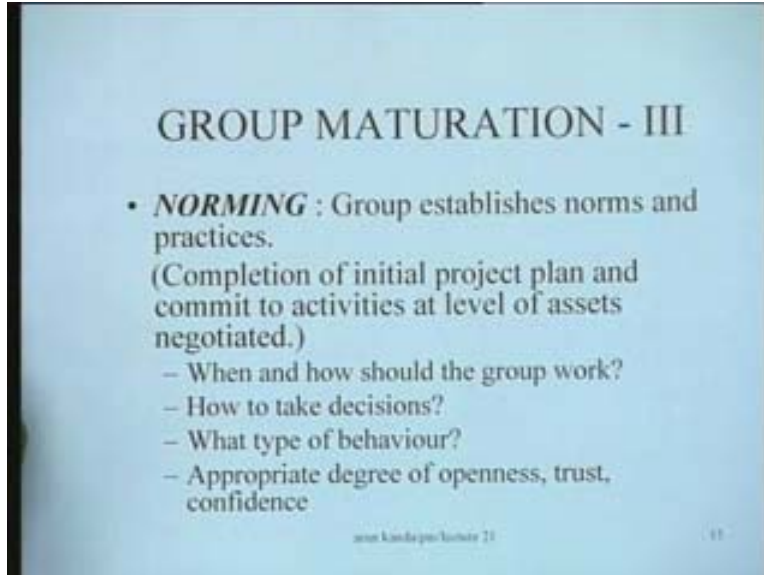 GROUP MATURATION - III
• NORMING : Group establishes norms and
practices.
(Completion of initial project plan and
commit to activities at level of assets
negotiated.)
– When and how should the group work?
– How to take decisions?
– What type of behaviour?
– Appropriate degree of openness, trust,
confidence
lecture 21